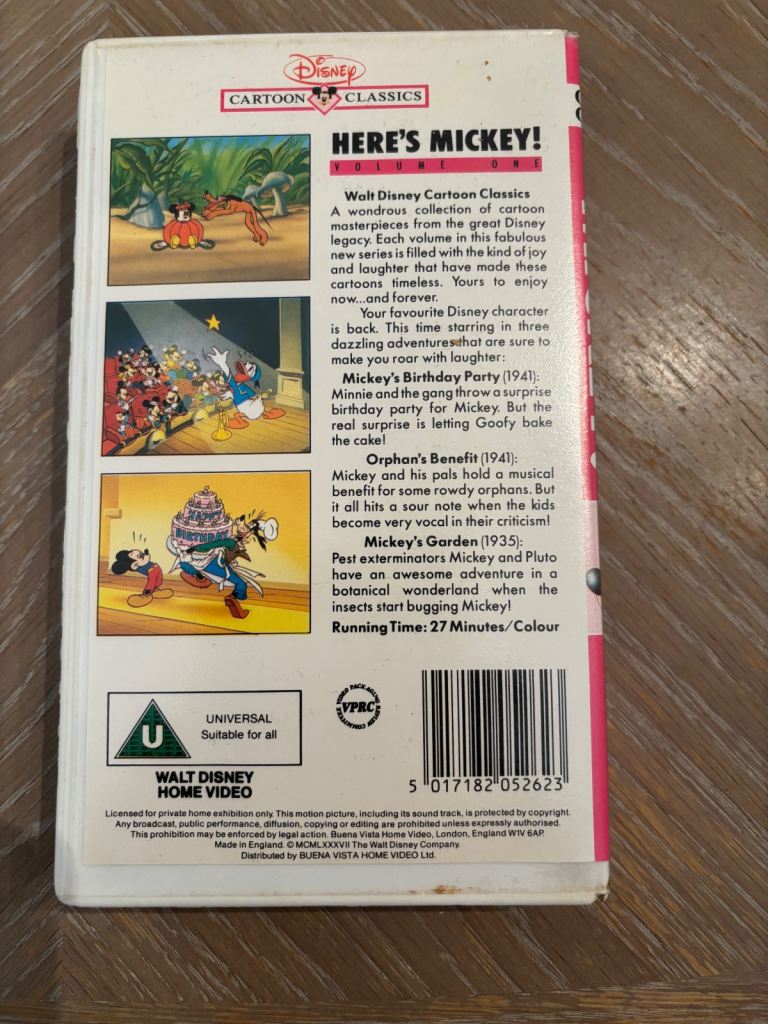 Disney
CARTOON CLASSICS
HERE'S MICKEY!
VOLUME ONE
Walt Disney Cartoon Classics
A wondrous collection of cartoon
masterpieces from the great Disney
legacy. Each volume in this fabulous
new series is filled with the kind of joy
and laughter that have made these
cartoons timeless. Yours to enjoy
now...and forever.
Your favourite Disney character
is back. This time starring in three
dazzling adventures that are sure to
make you roar with laughter:
Mickey's Birthday Party (1941):
Minnie and the gang throw a surprise
birthday party for Mickey. But the
real surprise is letting Goofy bake
the cake!
Orphan's Benefit (1941):
Mickey and his pals hold a musical
benefit for some rowdy orphans. But
it all hits a sour note when the kids
become very vocal in their criticism!
Mickey's Garden (1935):
Pest exterminators Mickey and Pluto
have an awesome adventure in a
botanical wonderland when the
insects start bugging Mickey!
Running Time: 27 Minutes/Colour
HAPPY
BIRTHDAY
U
UNIVERSAL
Suitable for all
WALT DISNEY
HOME VIDEO
VIDEO PACKAGING REVIEW COMMITTEE
VPRC
5 017182 052623
Licensed for private home exhibition only. This motion picture, including its sound track, is protected by copyright.
Any broadcast, public performance, diffusion, copying or editing are prohibited unless expressly authorised.
This prohibition may be enforced by legal action. Buena Vista Home Video, London, England W1V 6AP.
Made in England. © MCMLXXXVII The Walt Disney Company.
Distributed by BUENA VISTA HOME VIDEO Ltd.